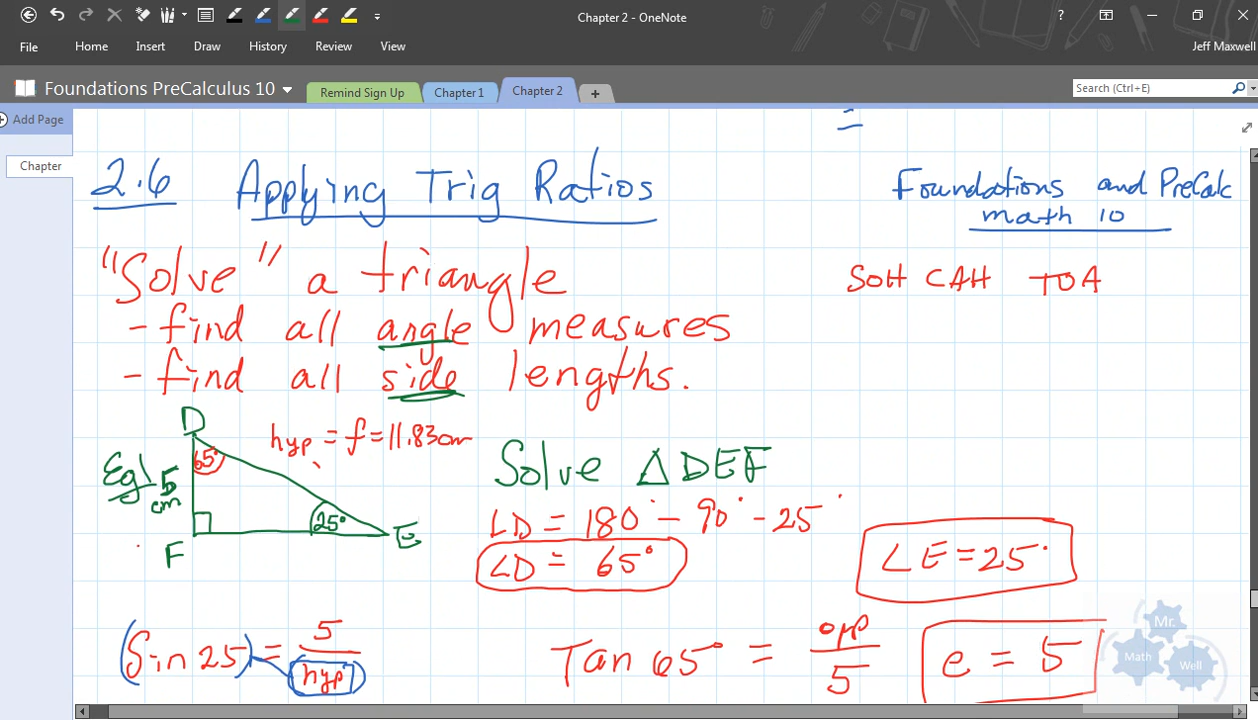 Chapter 2 - OneNote
?
File Home Insert Draw History Review View
Jeff Maxwell
Foundations PreCalculus 10
Remind Sign Up Chapter 1 Chapter 2 +
Search (Ctrl+E)
Add Page
Chapter
2.6 Applying Trig Ratios
Foundations and PreCalc
math 10
"Solve" a triangle
SOH CAH TOA
- find all angle measures
- find all side lengths.
D
hyp = f = 11.83cm
65°
Eg\ 5
cm
25°
E
F
Solve △DEF
∠D = 180° - 90° - 25°
∠D = 65°
∠E = 25°
(Sin 25) = 5
hyp
Tan 65° = opp
5
e = 5
Mr.
Math
Well